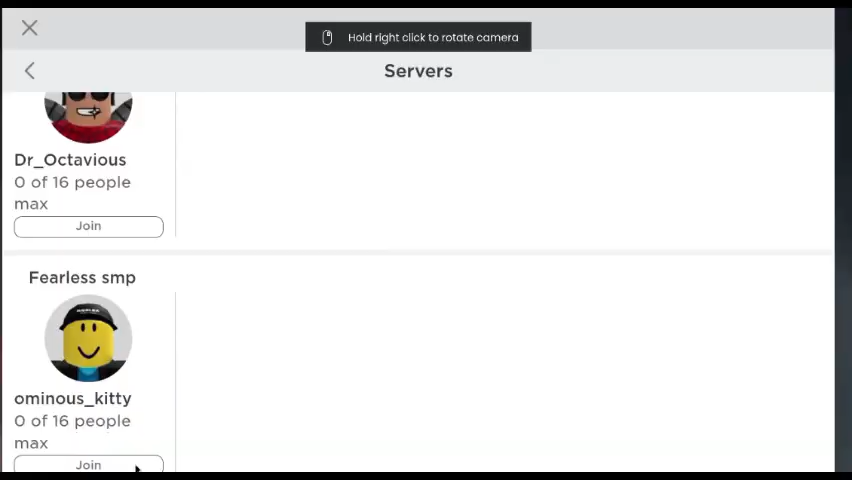 Hold right click to rotate camera
Servers
Dr_Octavious
0 of 16 people
max
Join
Fearless smp
ominous_kitty
0 of 16 people
max
Join